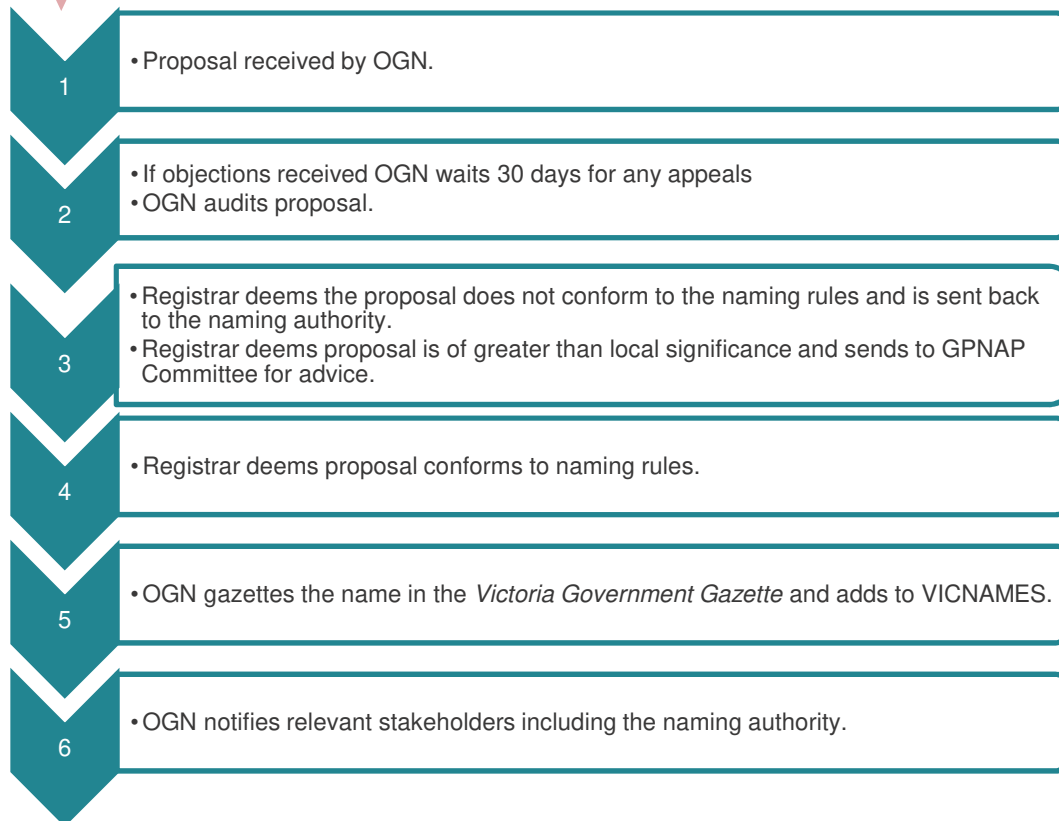 1
• Proposal received by OGN.
2
• If objections received OGN waits 30 days for any appeals
• OGN audits proposal.
3
• Registrar deems the proposal does not conform to the naming rules and is sent back
to the naming authority.
• Registrar deems proposal is of greater than local significance and sends to GPNAP
Committee for advice.
4
• Registrar deems proposal conforms to naming rules.
5
• OGN gazettes the name in the Victoria Government Gazette and adds to VICNAMES.
6
• OGN notifies relevant stakeholders including the naming authority.